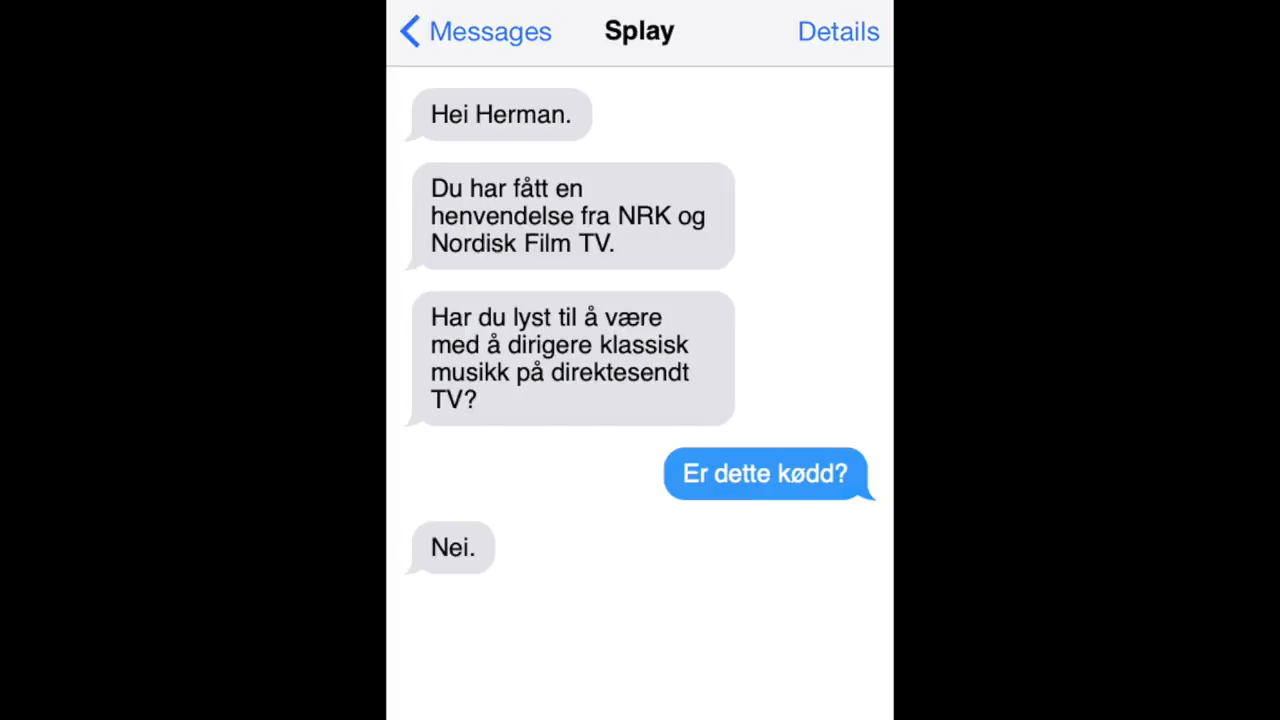 Messages Splay Details
Hei Herman.
Du har fått en
henvendelse fra NRK og
Nordisk Film TV.
Har du lyst til å være
med å dirigere klassisk
musikk på direktesendt
TV?
Er dette kødd?
Nei.